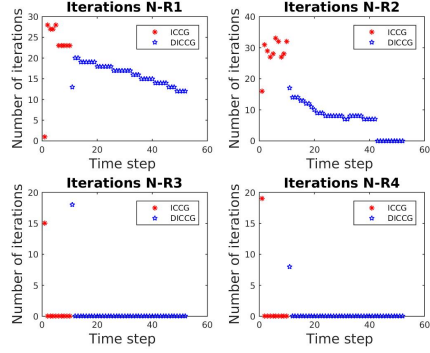 Iterations N-R1
Number of iterations
30
25
20
15
10
5
0
ICCG
DICCG
0 20 40 60
Time step
Iterations N-R2
Number of iterations
40
30
20
10
0
ICCG
DICCG
0 20 40 60
Time step
Iterations N-R3
Number of iterations
20
15
10
5
0
ICCG
DICCG
0 20 40 60
Time step
Iterations N-R4
Number of iterations
20
15
10
5
0
ICCG
DICCG
0 20 40 60
Time step